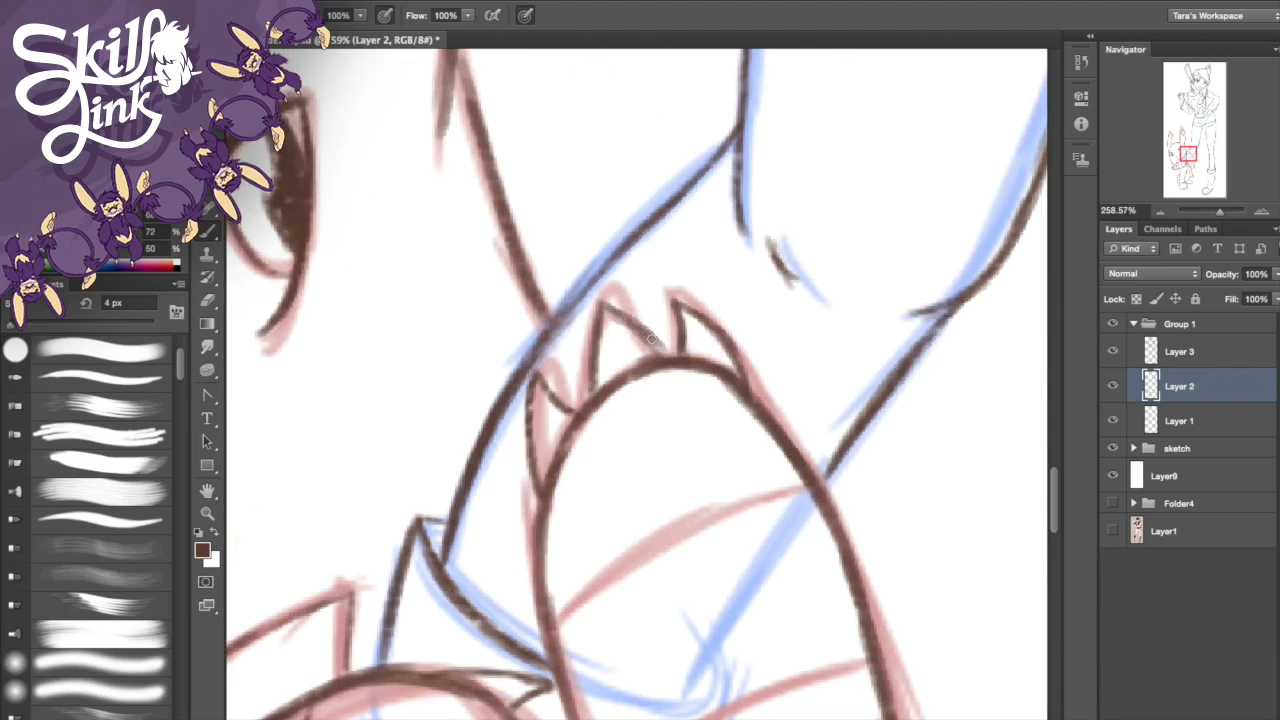 Skill
Link
100%
Flow: 100%
Tara's Workspace
59% (Layer 2, RGB/8#) *
Navigator
258.57%
Layers Channels Paths
Kind
Normal
Opacity: 100%
Lock:
Fill: 100%
Group 1
Layer 3
Layer 2
Layer 1
sketch
Layer9
Folder4
Layer1
72 %
50 %
4 px
T